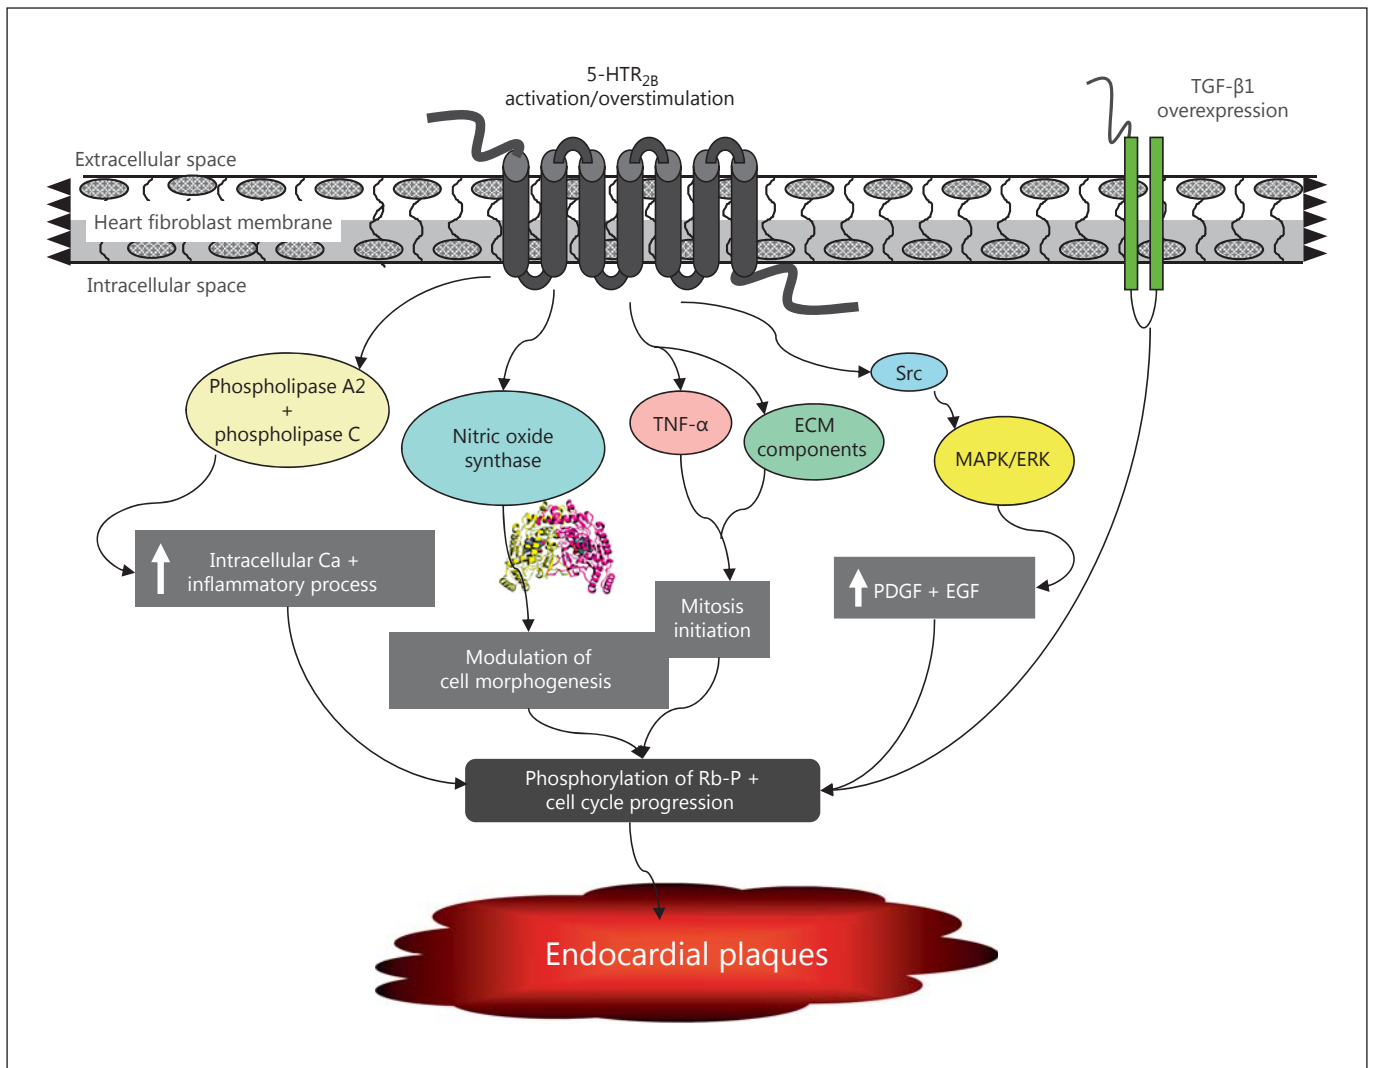 5-HTR2B
activation/overstimulation
TGF-β1
overexpression
Extracellular space
Heart fibroblast membrane
Intracellular space
Phospholipase A2
+
phospholipase C
Nitric oxide
synthase
TNF-α
ECM
components
Src
MAPK/ERK
Intracellular Ca +
inflammatory process
Mitosis
initiation
PDGF + EGF
Modulation of
cell morphogenesis
Phosphorylation of Rb-P +
cell cycle progression
Endocardial plaques